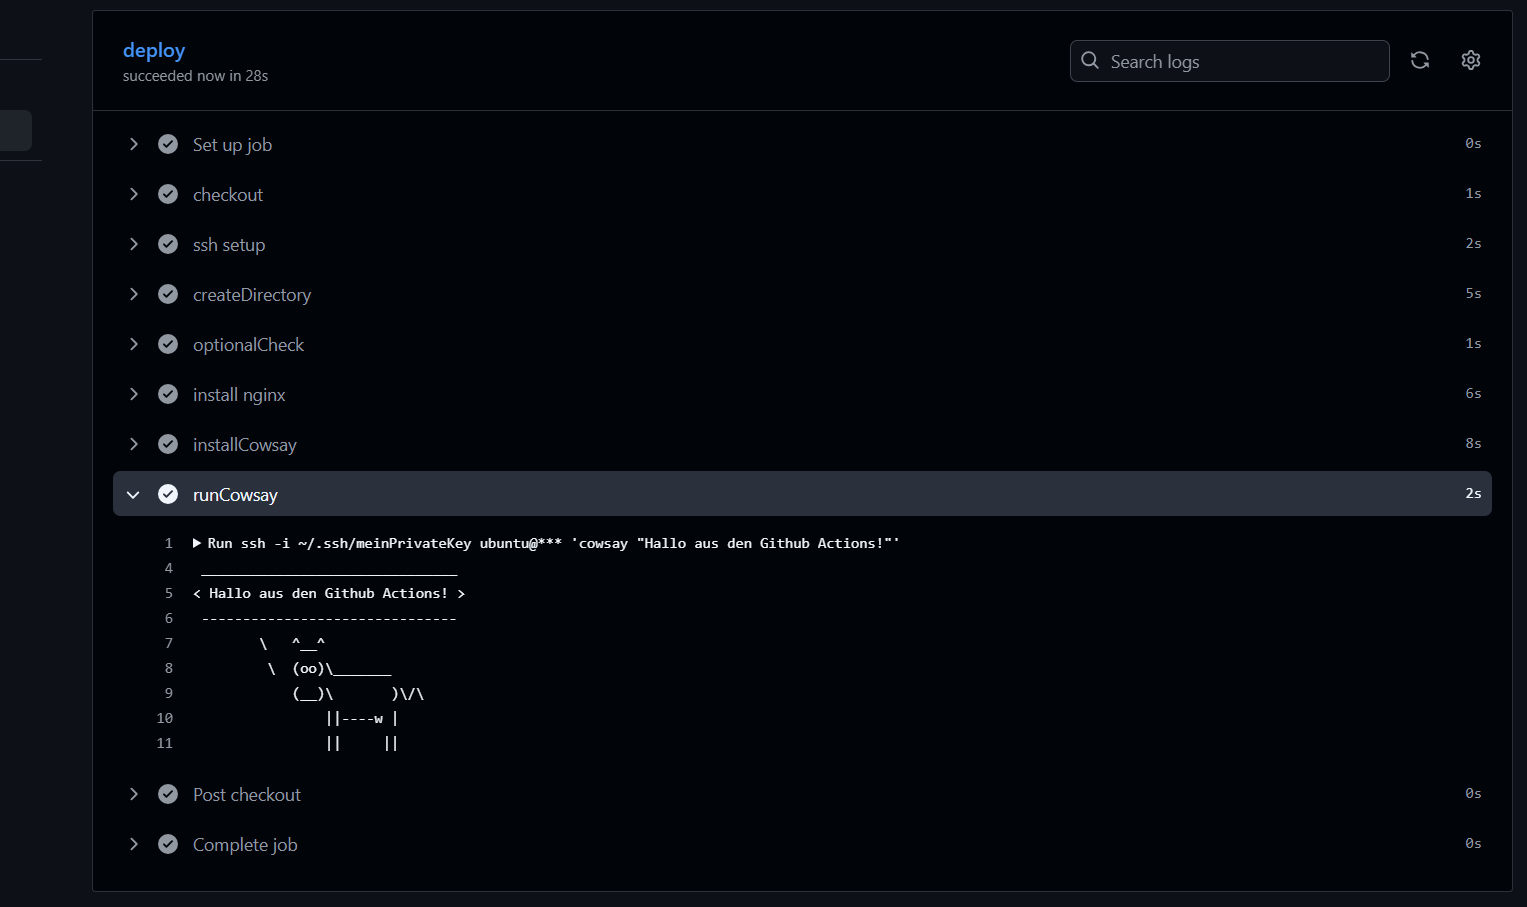 deploy
succeeded now in 28s
Search logs
Set up job 0s
checkout 1s
ssh setup 2s
createDirectory 5s
optionalCheck 1s
install nginx 6s
installCowsay 8s
runCowsay 2s
1 Run ssh -i ~/.ssh/meinPrivateKey ubuntu@*** 'cowsay "Hallo aus den Github Actions!"'
4  _______________________________
5 < Hallo aus den Github Actions! >
6  -------------------------------
7         \   ^__^
8          \  (oo)\_______
9             (__)\       )\/\
10                ||----w |
11                ||     ||
Post checkout 0s
Complete job 0s